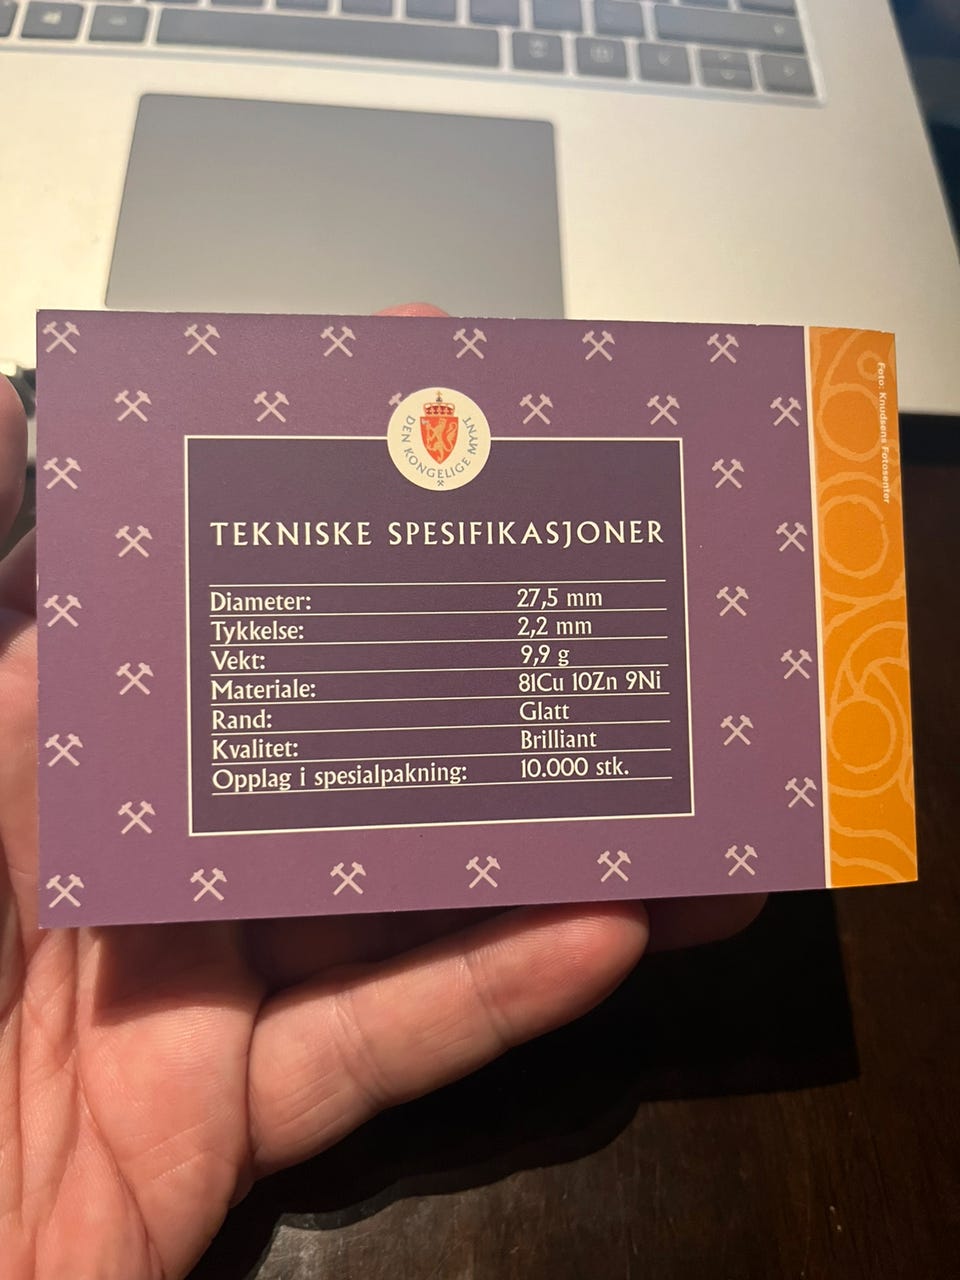 DEN KONGELIGE MYNT
TEKNISKE SPESIFIKASJONER
Diameter: 27,5 mm
Tykkelse: 2,2 mm
Vekt: 9,9 g
Materiale: 81Cu 10Zn 9Ni
Rand: Glatt
Kvalitet: Brilliant
Opplag i spesialpakning: 10.000 stk.
Foto: Knudsens Fotosenter